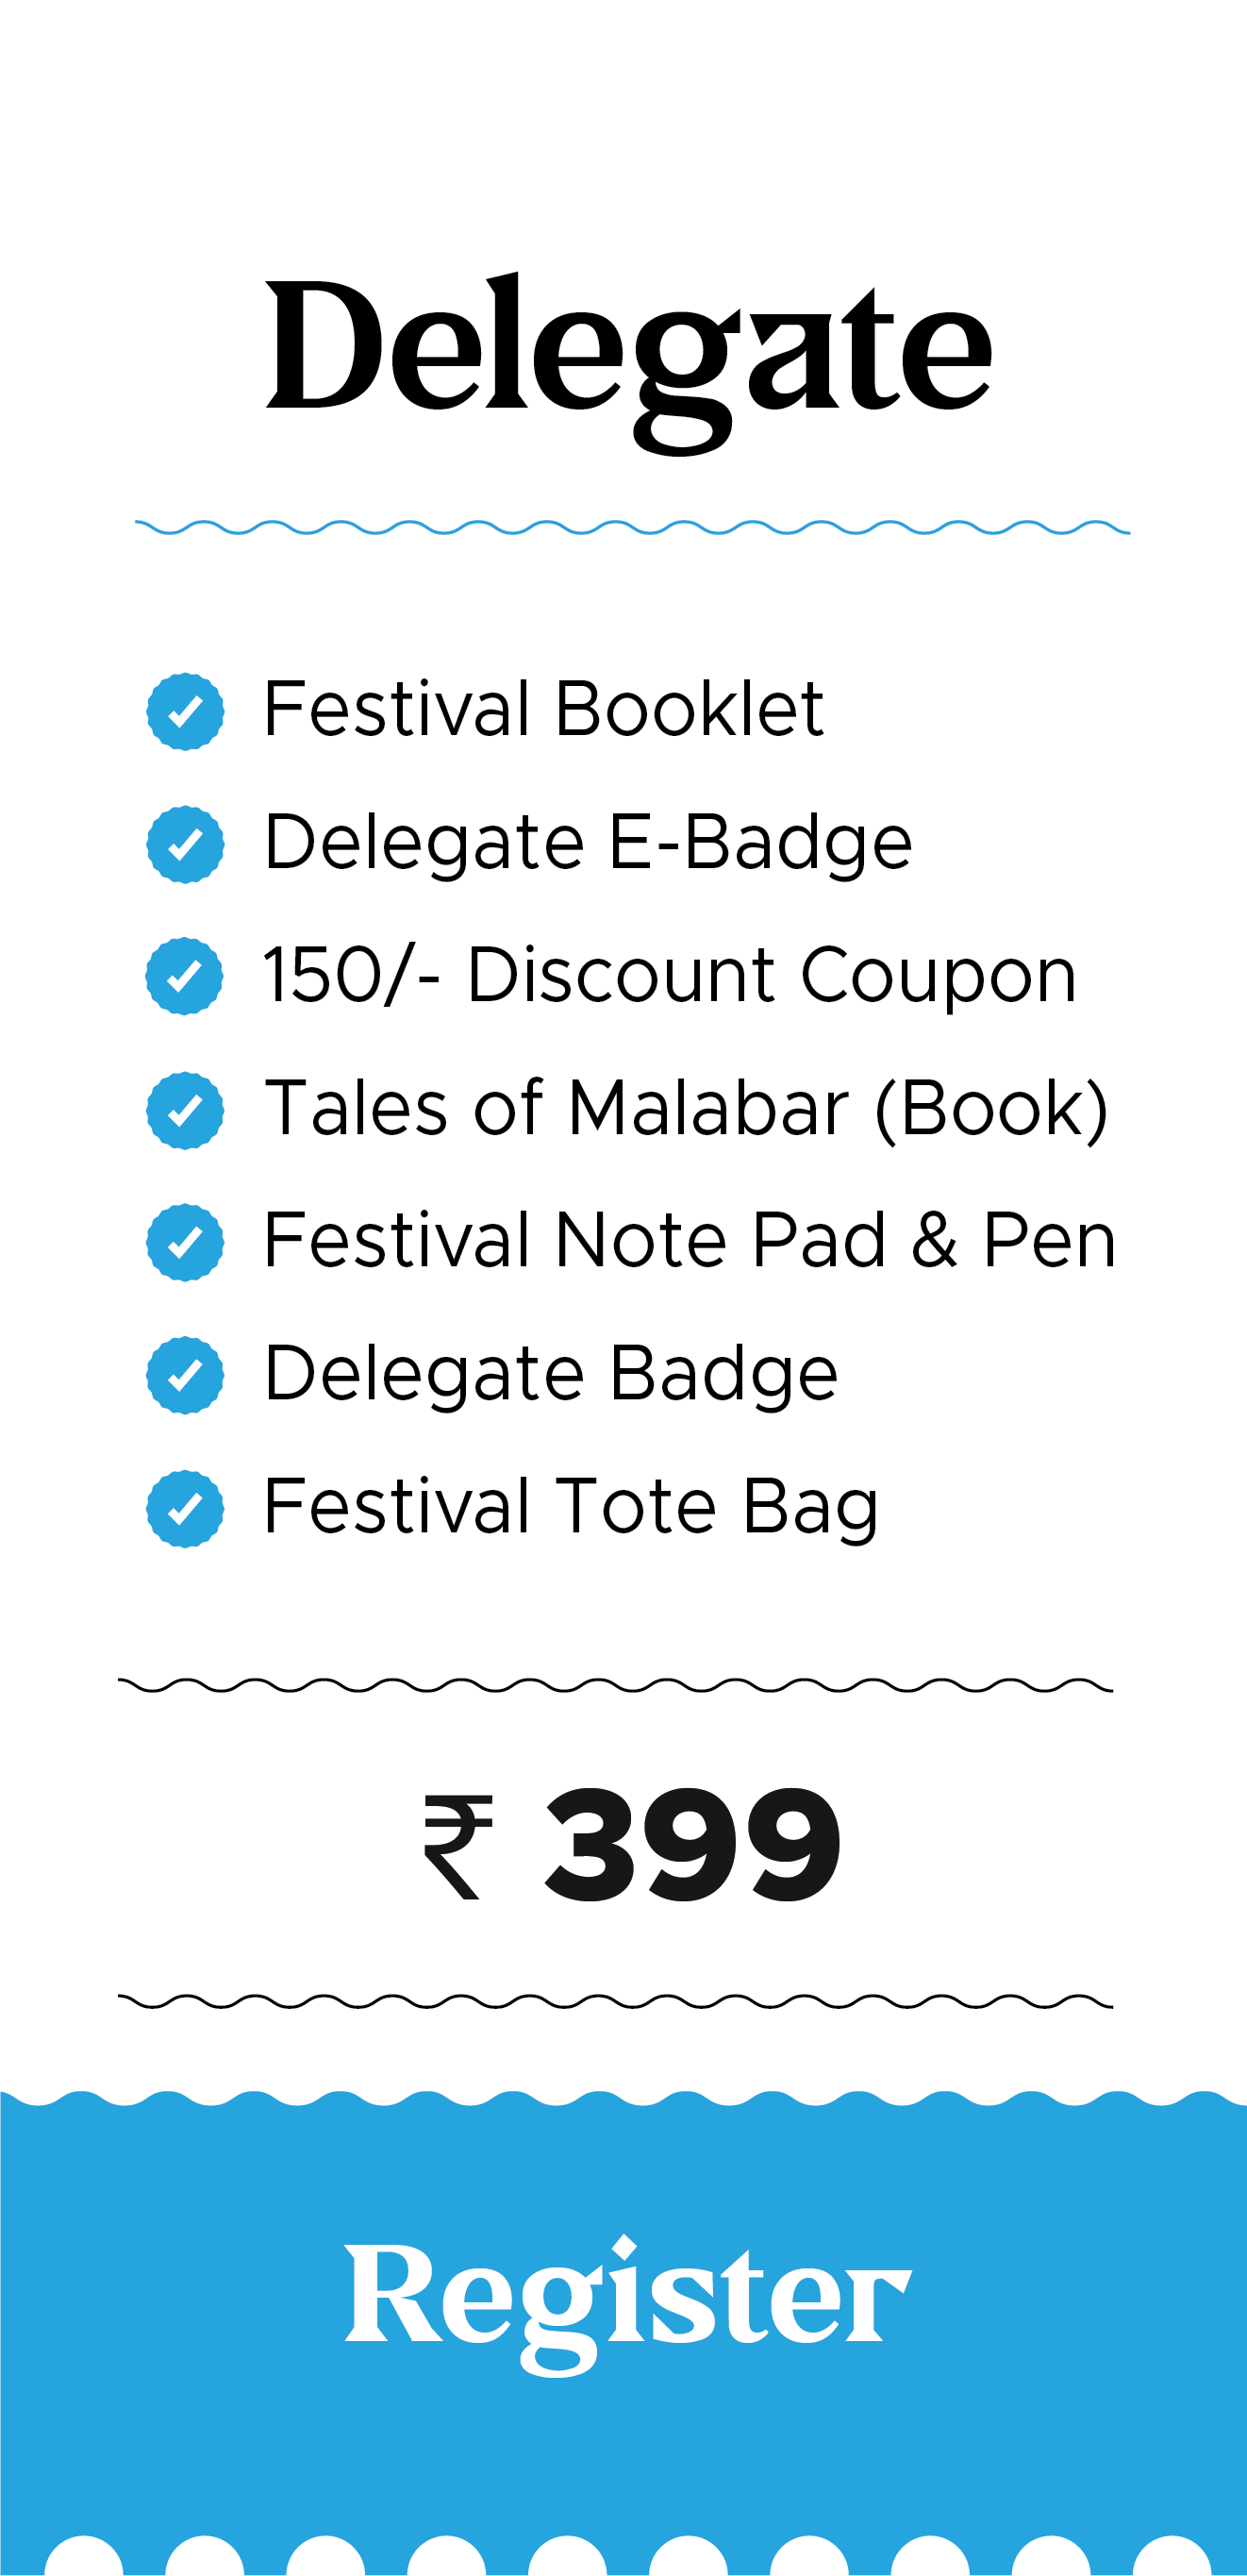 Delegate
Festival Booklet
Delegate E-Badge
150/- Discount Coupon
Tales of Malabar (Book)
Festival Note Pad & Pen
Delegate Badge
Festival Tote Bag
₹ 399
Register